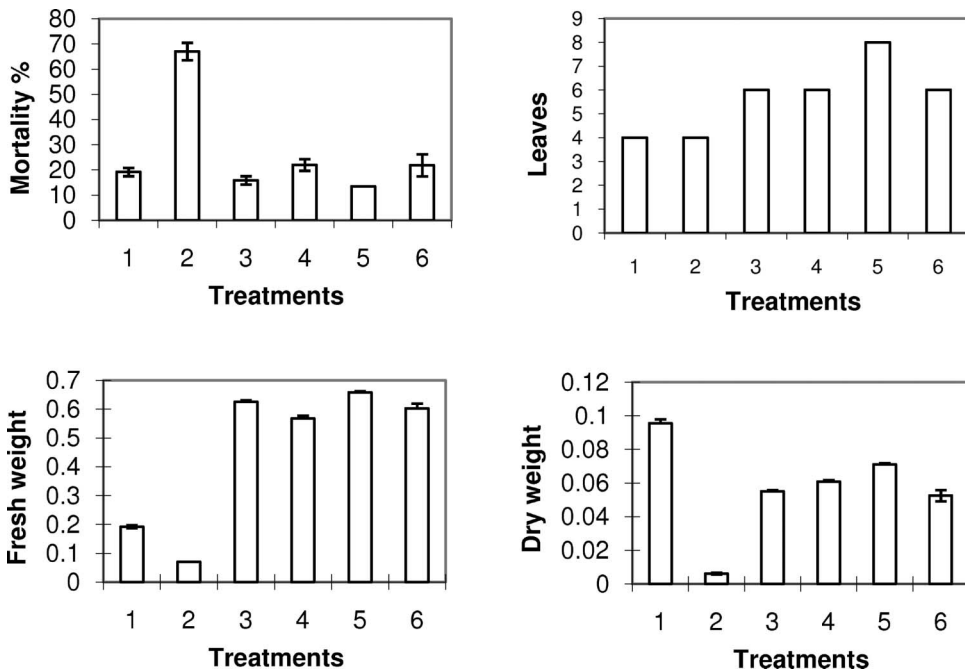 Mortality %
80
70
60
50
40
30
20
10
0
1 2 3 4 5 6
Treatments
Leaves
9
8
7
6
5
4
3
2
1
0
1 2 3 4 5 6
Treatments
Fresh weight
0.7
0.6
0.5
0.4
0.3
0.2
0.1
0
1 2 3 4 5 6
Treatments
Dry weight
0.12
0.1
0.08
0.06
0.04
0.02
0
1 2 3 4 5 6
Treatments